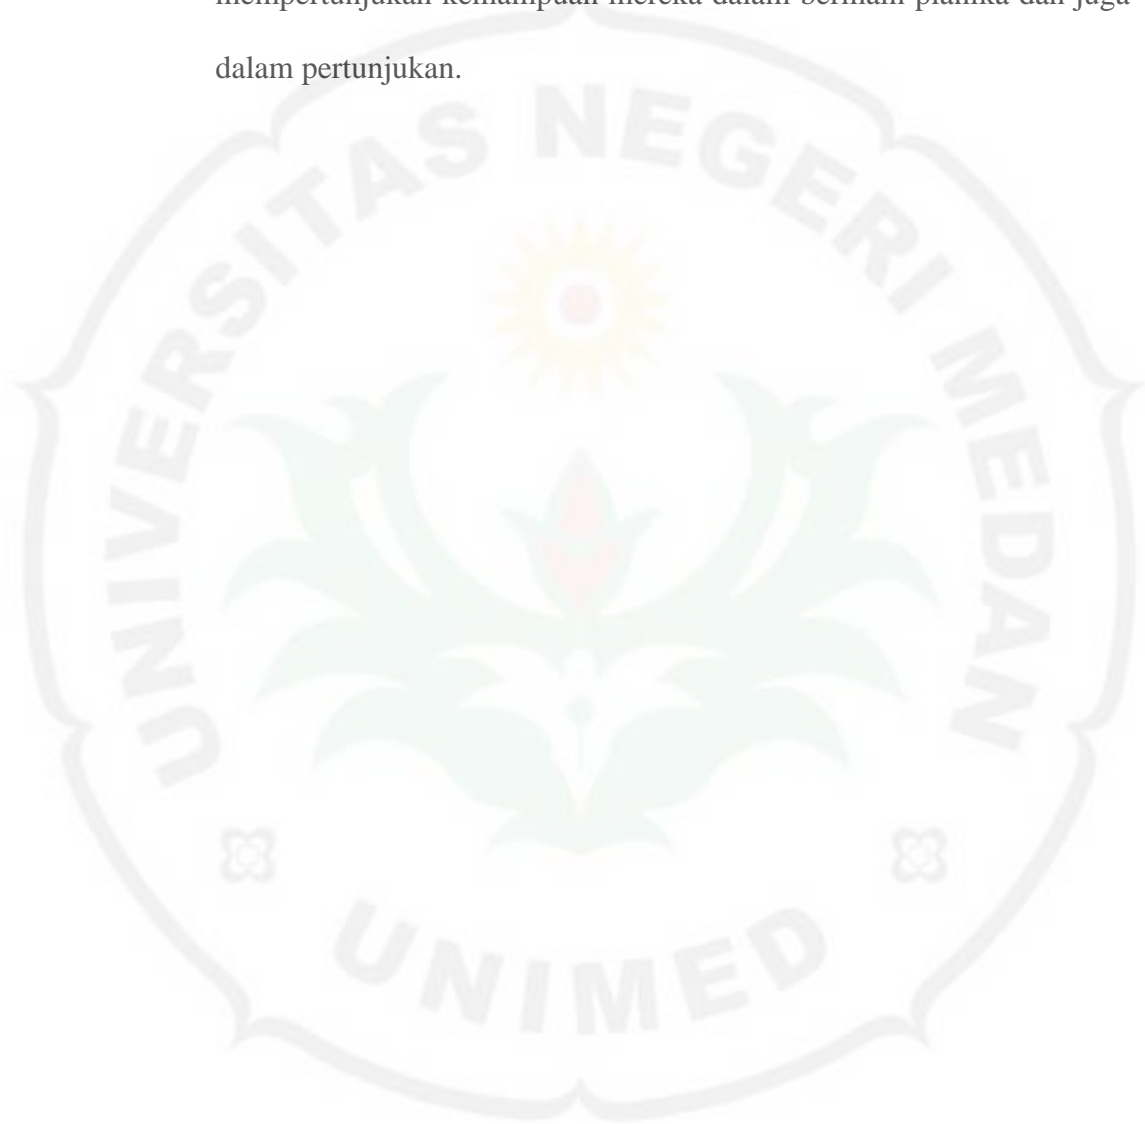 mempertunjukan kemampuan mereka dalam bermain pianika dan juga
dalam pertunjukan.
UNIVERSITAS NEGERI MEDAN
UNIMED